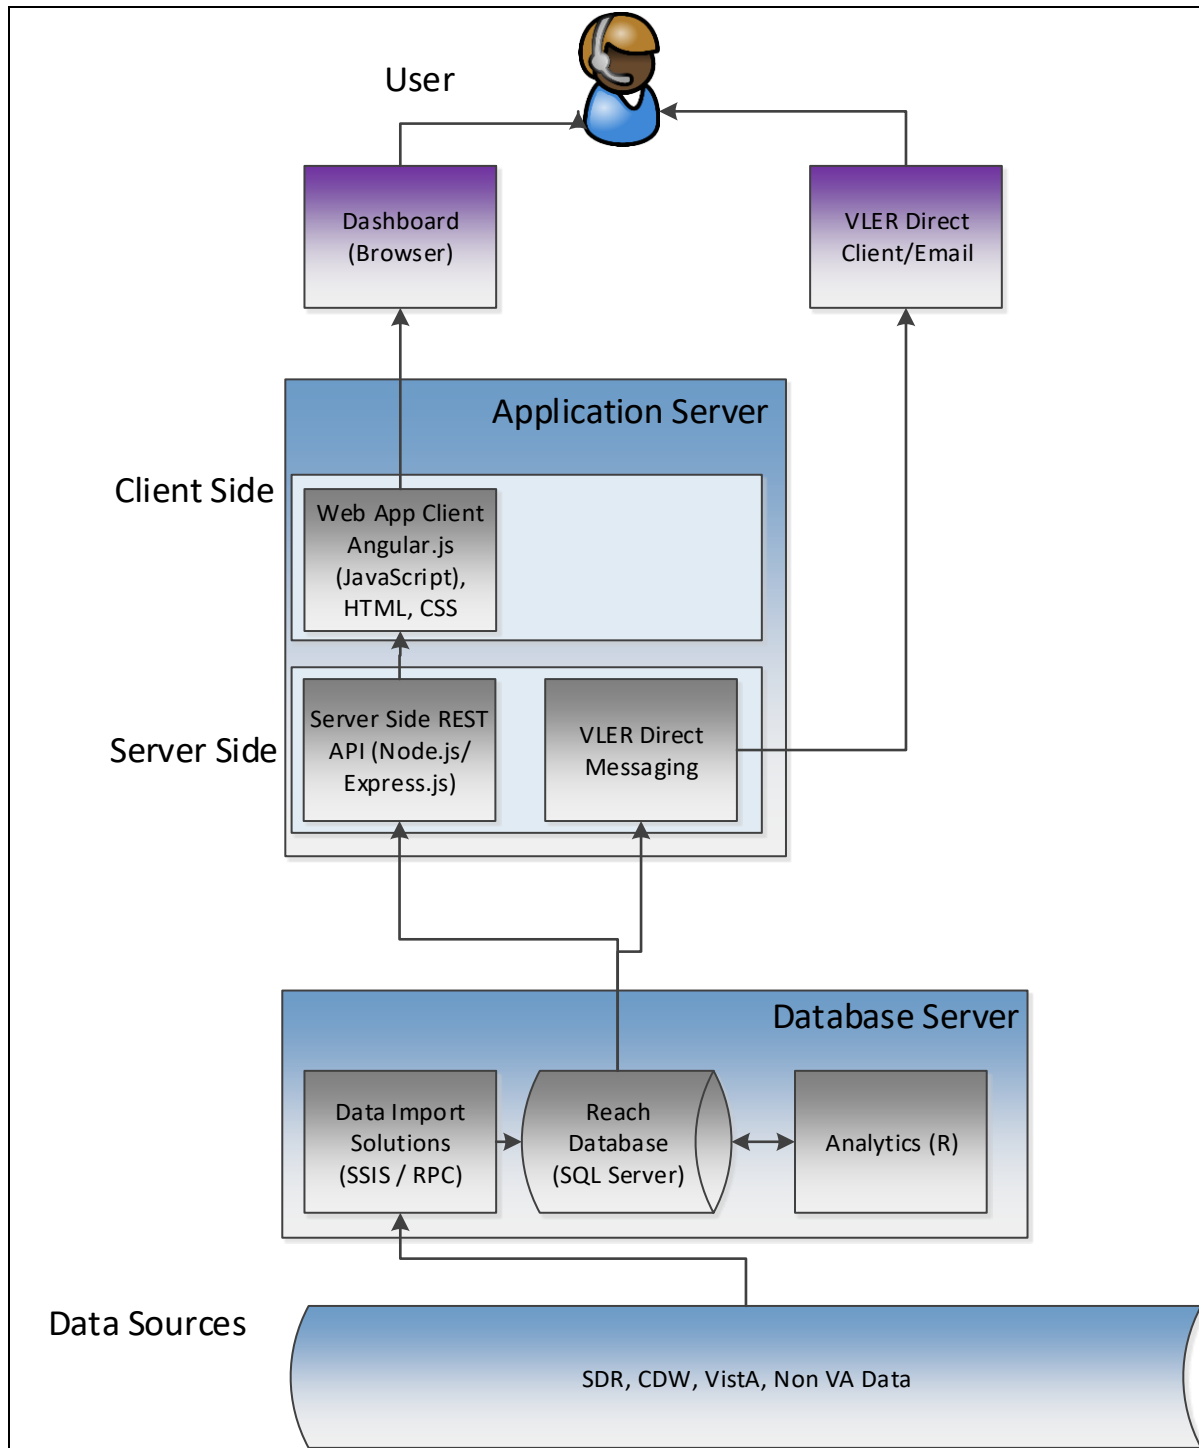 User
Dashboard
(Browser)
VLER Direct
Client/Email
Application Server
Client Side
Web App Client
Angular.js
(JavaScript),
HTML, CSS
Server Side
Server Side REST
API (Node.js/
Express.js)
VLER Direct
Messaging
Database Server
Data Import
Solutions
(SSIS / RPC)
Reach
Database
(SQL Server)
Analytics (R)
Data Sources
SDR, CDW, VistA, Non VA Data